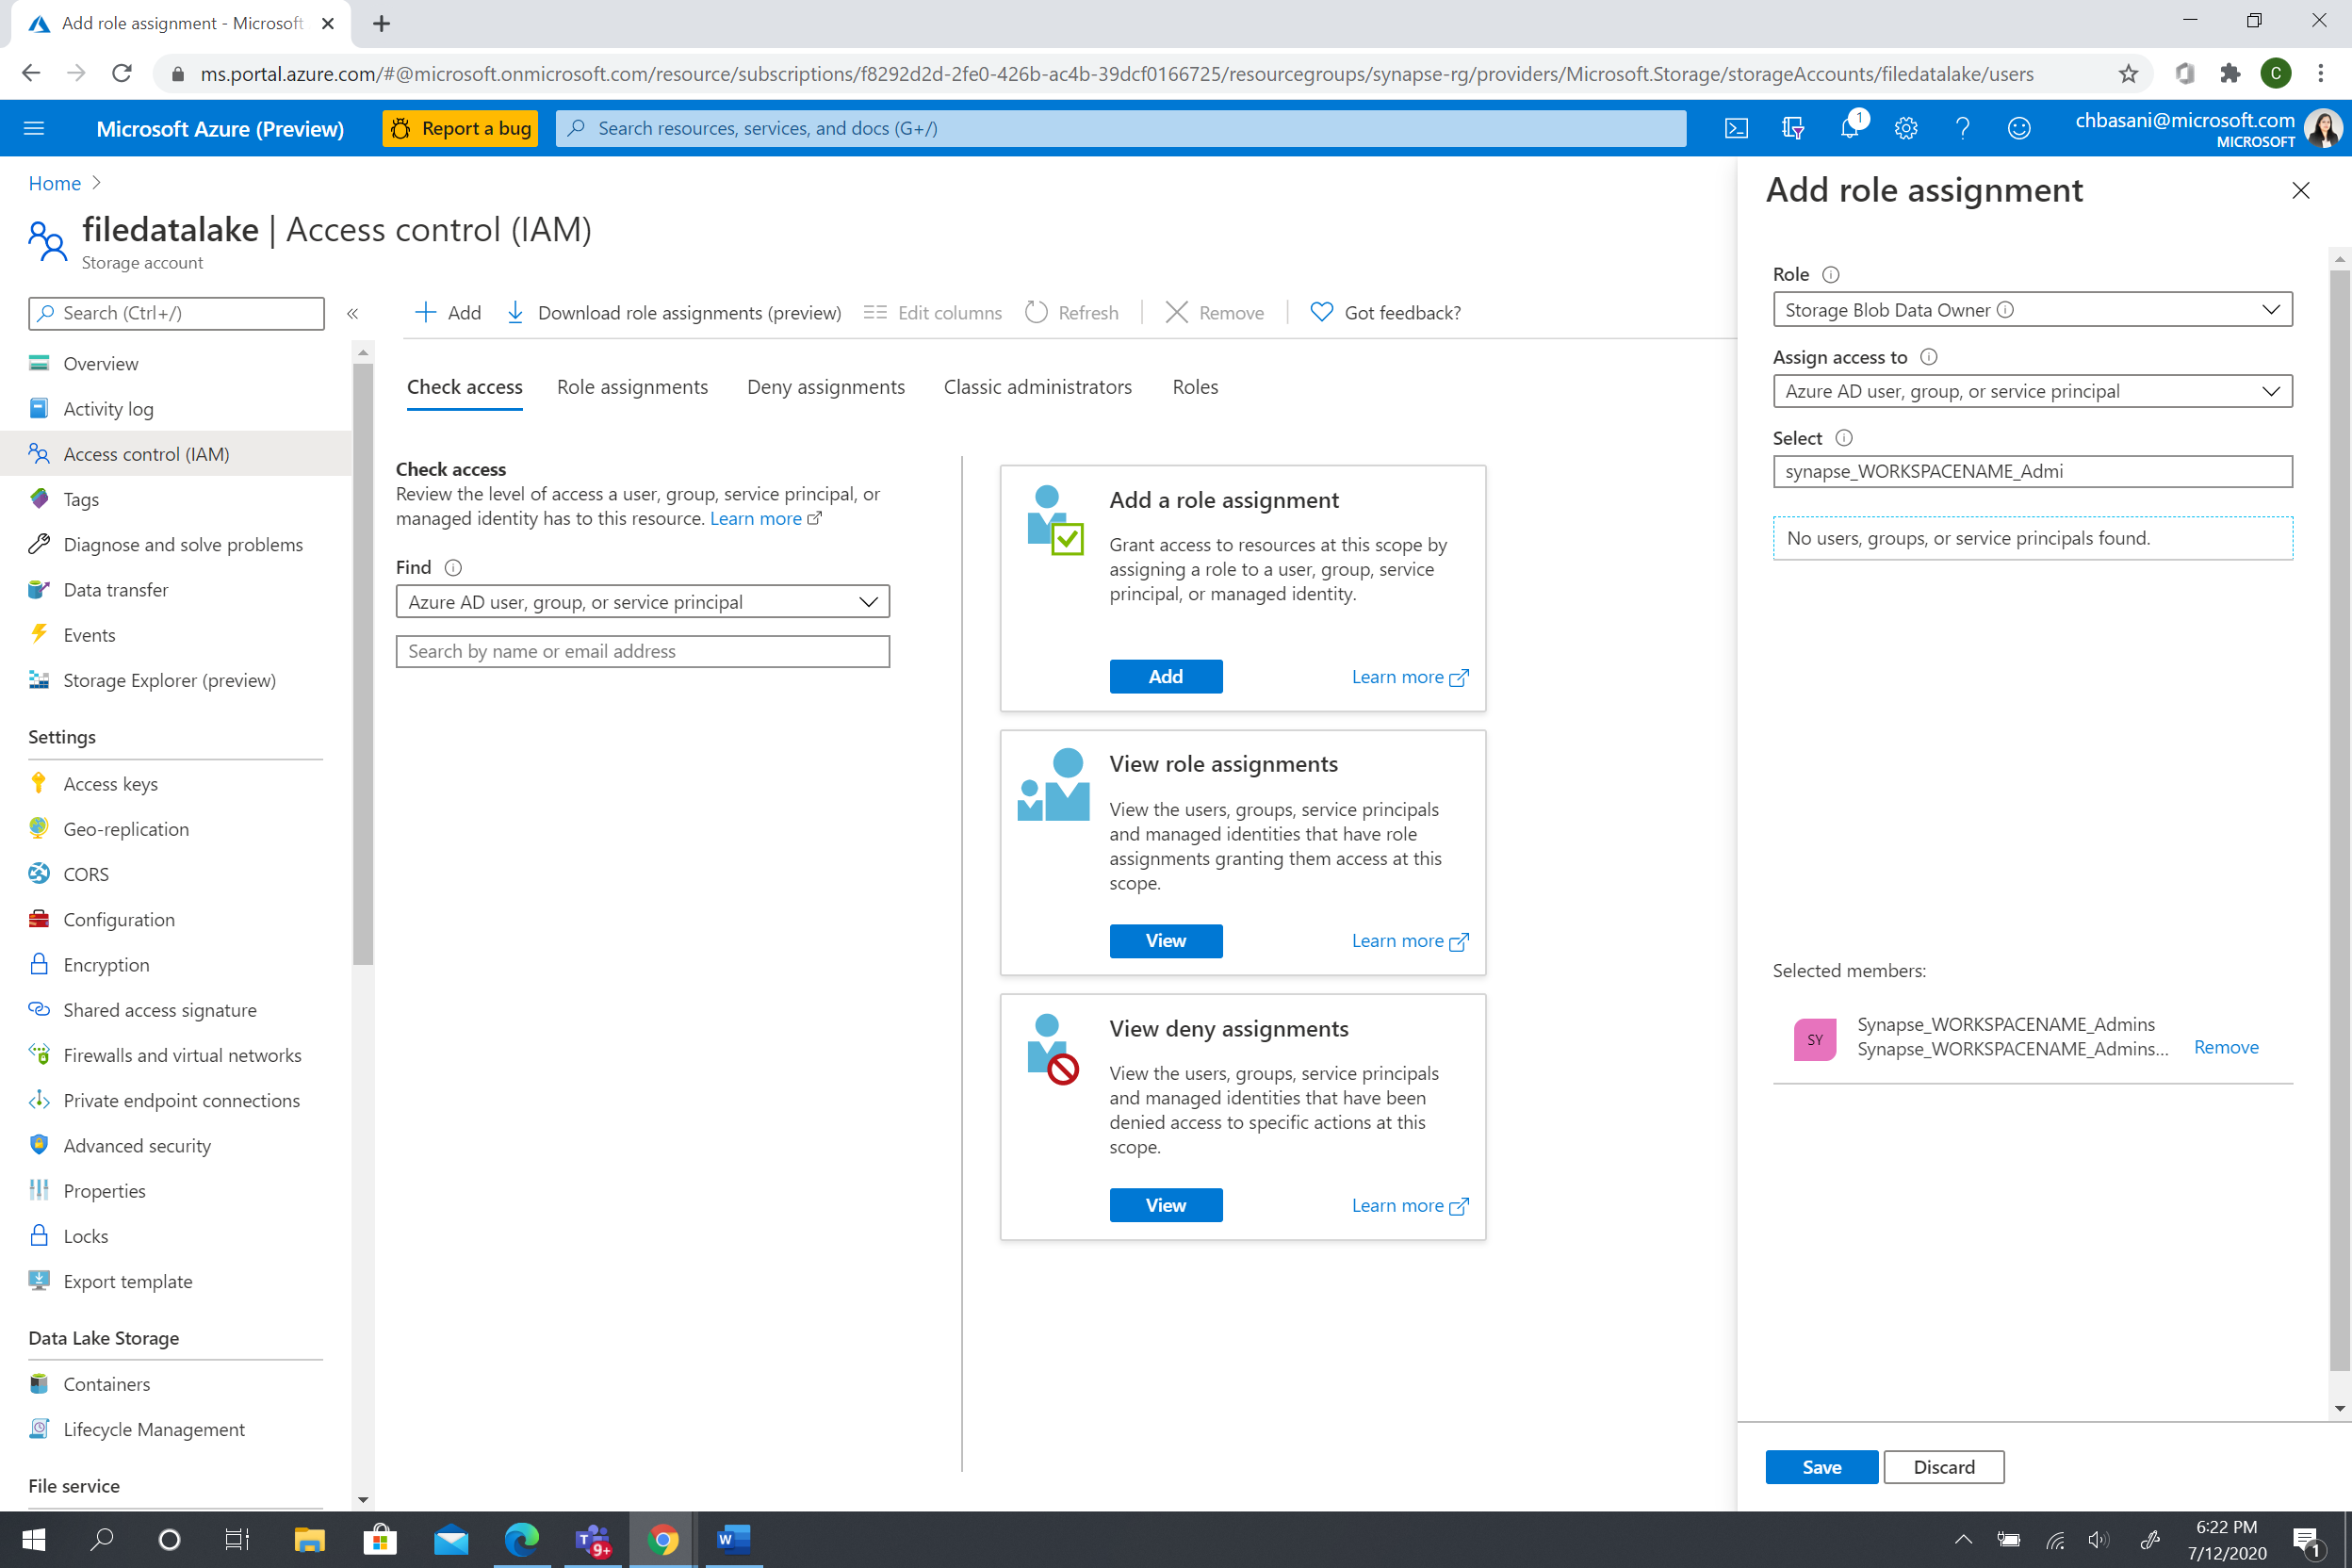 Add role assignment - Microsoft
ms.portal.azure.com/#@microsoft.onmicrosoft.com/resource/subscriptions/f8292d2d-2fe0-426b-ac4b-39dcf0166725/resourcegroups/synapse-rg/providers/Microsoft.Storage/storageAccounts/filedatalake/users
C
Microsoft Azure (Preview)
Report a bug
Search resources, services, and docs (G+/)
1
chbasani@microsoft.com
MICROSOFT
Home
filedatalake | Access control (IAM)
Storage account
Search (Ctrl+/)
Overview
Activity log
Access control (IAM)
Tags
Diagnose and solve problems
Data transfer
Events
Storage Explorer (preview)
Settings
Access keys
Geo-replication
CORS
Configuration
Encryption
Shared access signature
Firewalls and virtual networks
Private endpoint connections
Advanced security
Properties
Locks
Export template
Data Lake Storage
Containers
Lifecycle Management
File service
Add
Download role assignments (preview)
Edit columns
Refresh
Remove
Got feedback?
Check access
Role assignments
Deny assignments
Classic administrators
Roles
Check access
Review the level of access a user, group, service principal, or
managed identity has to this resource. Learn more
Find
Azure AD user, group, or service principal
Search by name or email address
Add a role assignment
Grant access to resources at this scope by
assigning a role to a user, group, service
principal, or managed identity.
Add
Learn more
View role assignments
View the users, groups, service principals
and managed identities that have role
assignments granting them access at this
scope.
View
Learn more
View deny assignments
View the users, groups, service principals
and managed identities that have been
denied access to specific actions at this
scope.
View
Learn more
Add role assignment
Role
Storage Blob Data Owner
Assign access to
Azure AD user, group, or service principal
Select
synapse_WORKSPACENAME_Admi
No users, groups, or service principals found.
Selected members:
SY
Synapse_WORKSPACENAME_Admins
Synapse_WORKSPACENAME_Admins...
Remove
Save
Discard
T
9+
W
6:22 PM
7/12/2020
1